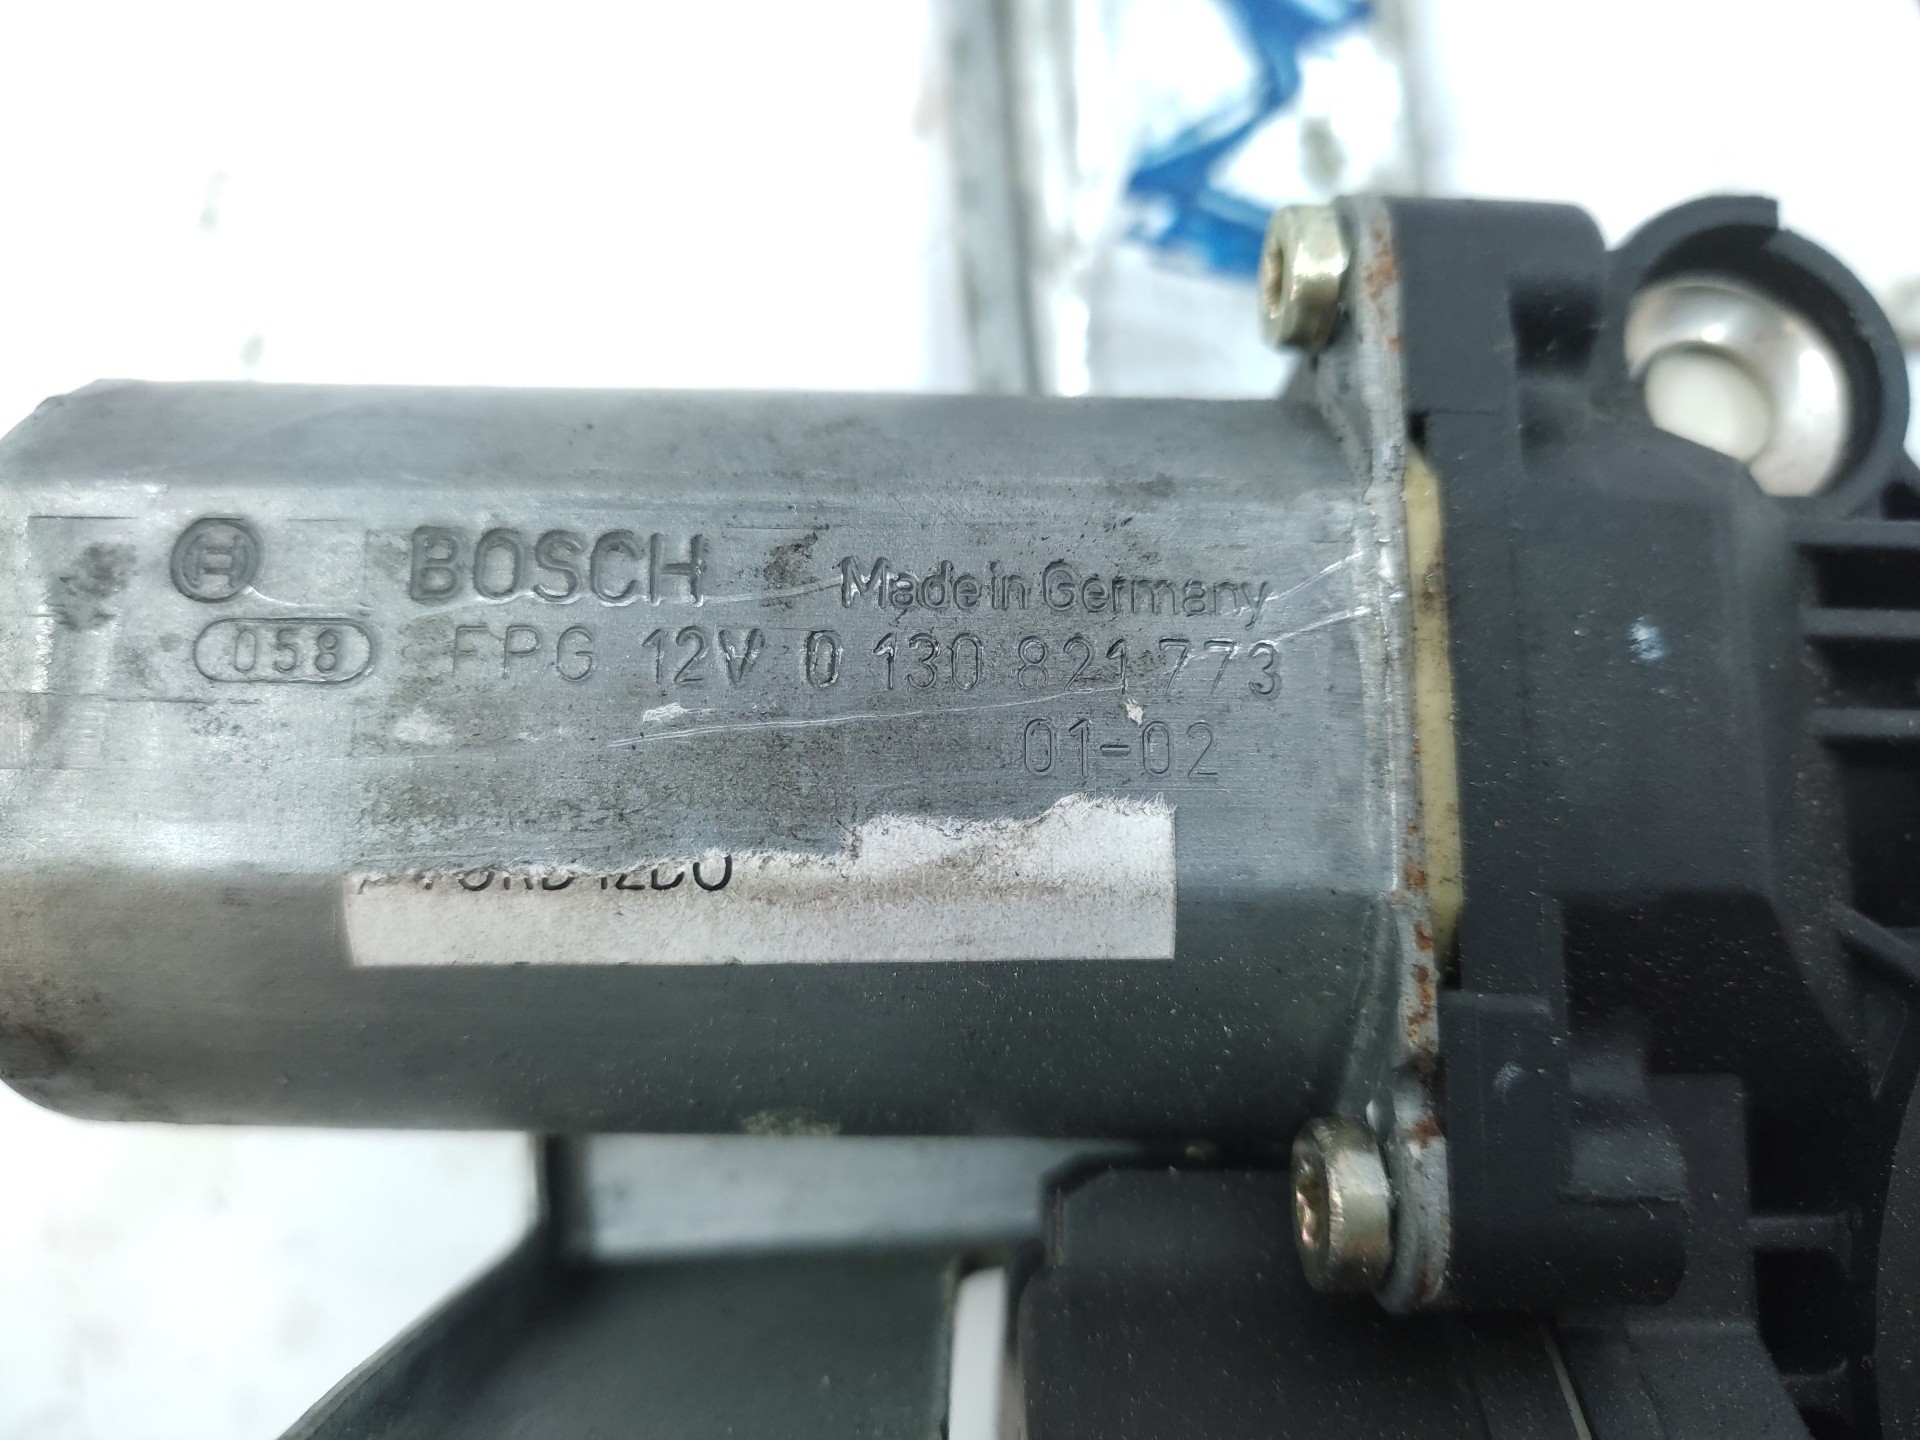 BOSCH Made in Germany
058 FPG 12V 0 130 821 773
01-02